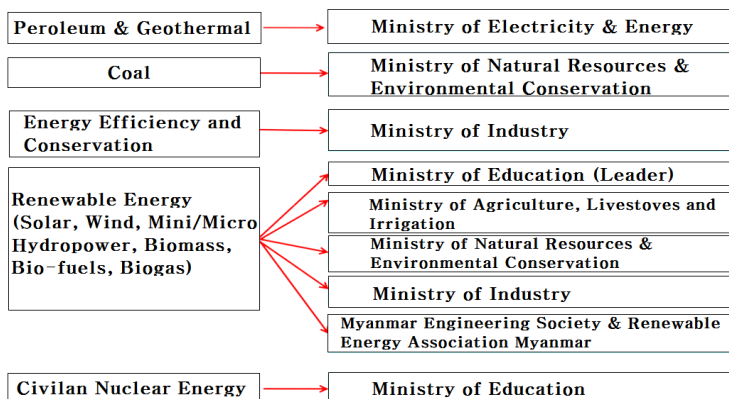 Peroleum & Geothermal
Ministry of Electricity & Energy
Coal
Ministry of Natural Resources &
Environmental Conservation
Energy Efficiency and
Conservation
Ministry of Industry
Renewable Energy
(Solar, Wind, Mini/Micro
Hydropower, Biomass,
Bio-fuels, Biogas)
Ministry of Education (Leader)
Ministry of Agriculture, Livestoves and
Irrigation
Ministry of Natural Resources &
Environmental Conservation
Ministry of Industry
Myanmar Engineering Society & Renewable
Energy Association Myanmar
Civilan Nuclear Energy
Ministry of Education